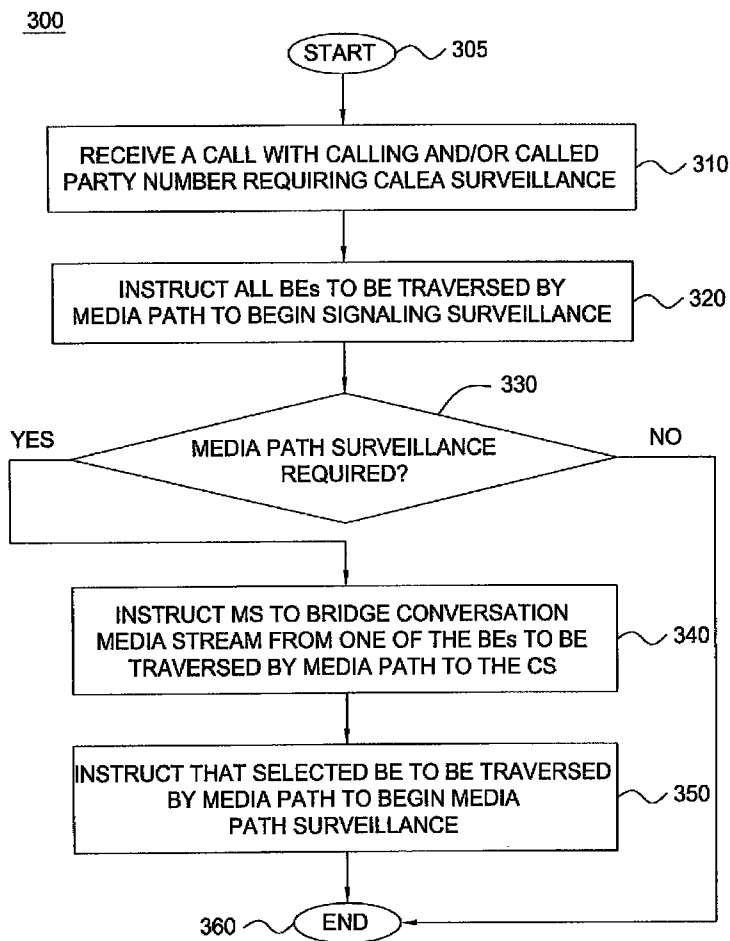 300
START
305
RECEIVE A CALL WITH CALLING AND/OR CALLED
PARTY NUMBER REQUIRING CALEA SURVEILLANCE
310
INSTRUCT ALL BEs TO BE TRAVERSED BY
MEDIA PATH TO BEGIN SIGNALING SURVEILLANCE
320
330
YES
MEDIA PATH SURVEILLANCE
REQUIRED?
NO
INSTRUCT MS TO BRIDGE CONVERSATION
MEDIA STREAM FROM ONE OF THE BEs TO BE
TRAVERSED BY MEDIA PATH TO THE CS
340
INSTRUCT THAT SELECTED BE TO BE TRAVERSED
BY MEDIA PATH TO BEGIN MEDIA
PATH SURVEILLANCE
350
360
END